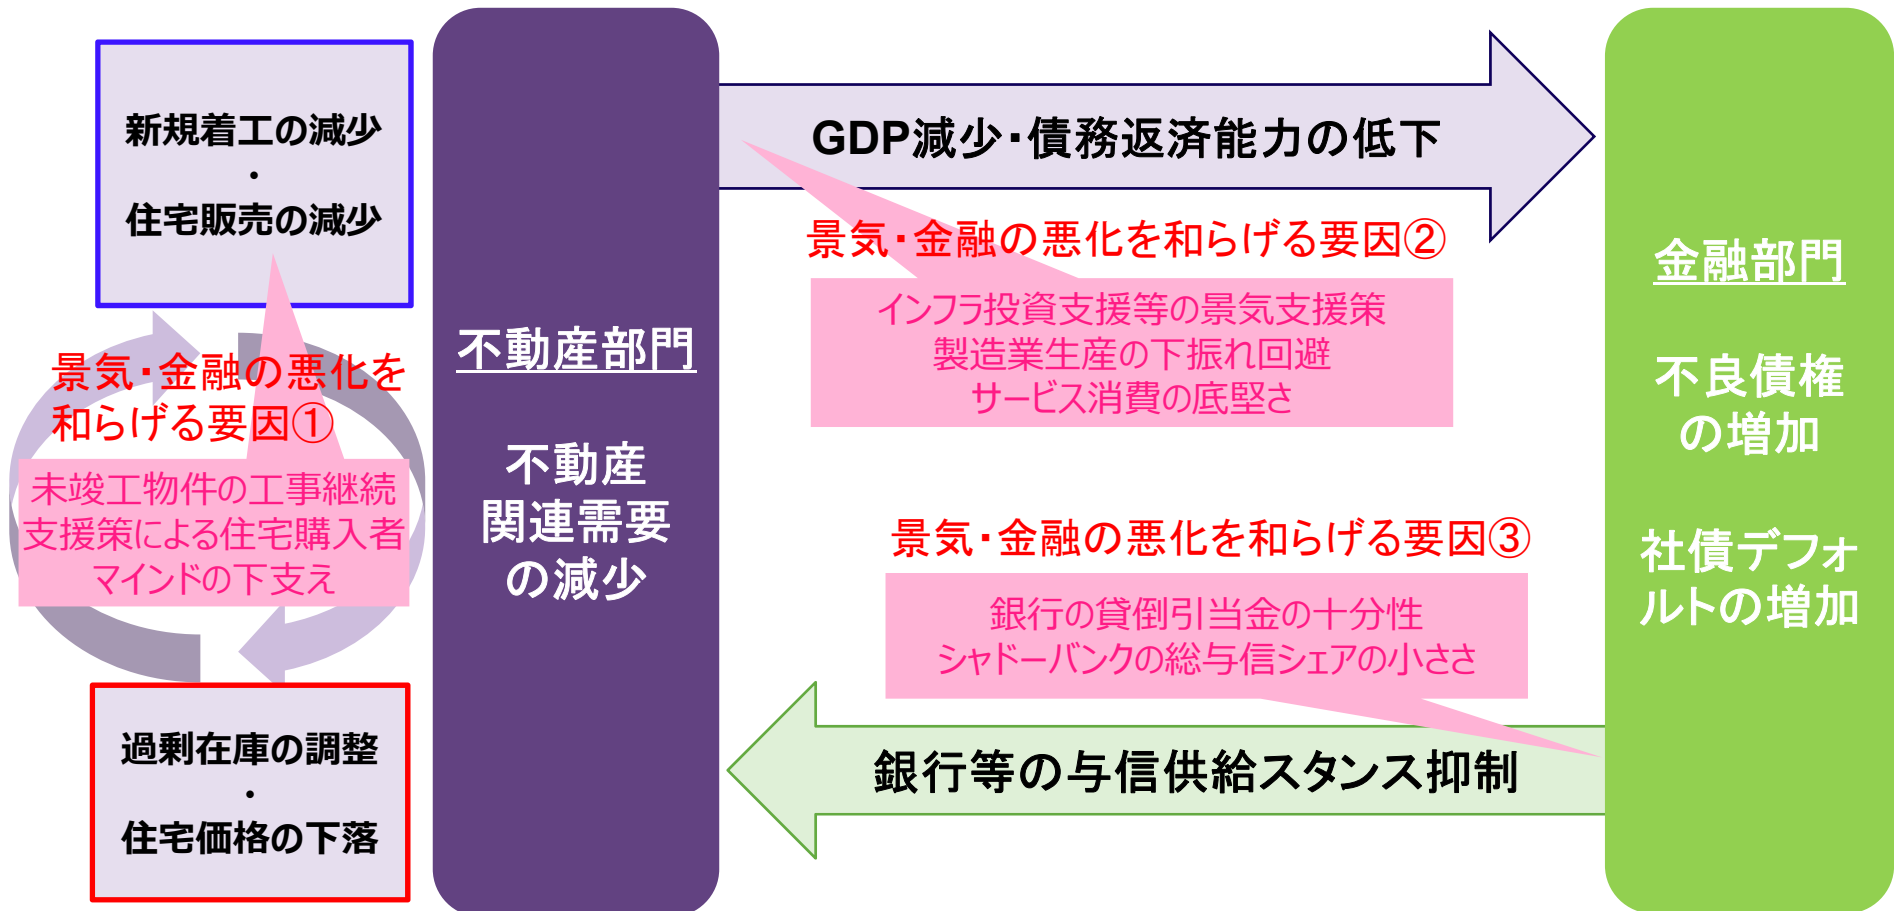 新規着工の減少
・
住宅販売の減少
景気・金融の悪化を
和らげる要因①
未竣工物件の工事継続
支援策による住宅購入者
マインドの下支え
過剰在庫の調整
・
住宅価格の下落
不動産部門
不動産
関連需要
の減少
GDP減少・債務返済能力の低下
景気・金融の悪化を和らげる要因②
インフラ投資支援等の景気支援策
製造業生産の下振れ回避
サービス消費の底堅さ
景気・金融の悪化を和らげる要因③
銀行の貸倒引当金の十分性
シャドーバンクの総与信シェアの小ささ
銀行等の与信供給スタンス抑制
金融部門
不良債権
の増加
社債デフォ
ルトの増加